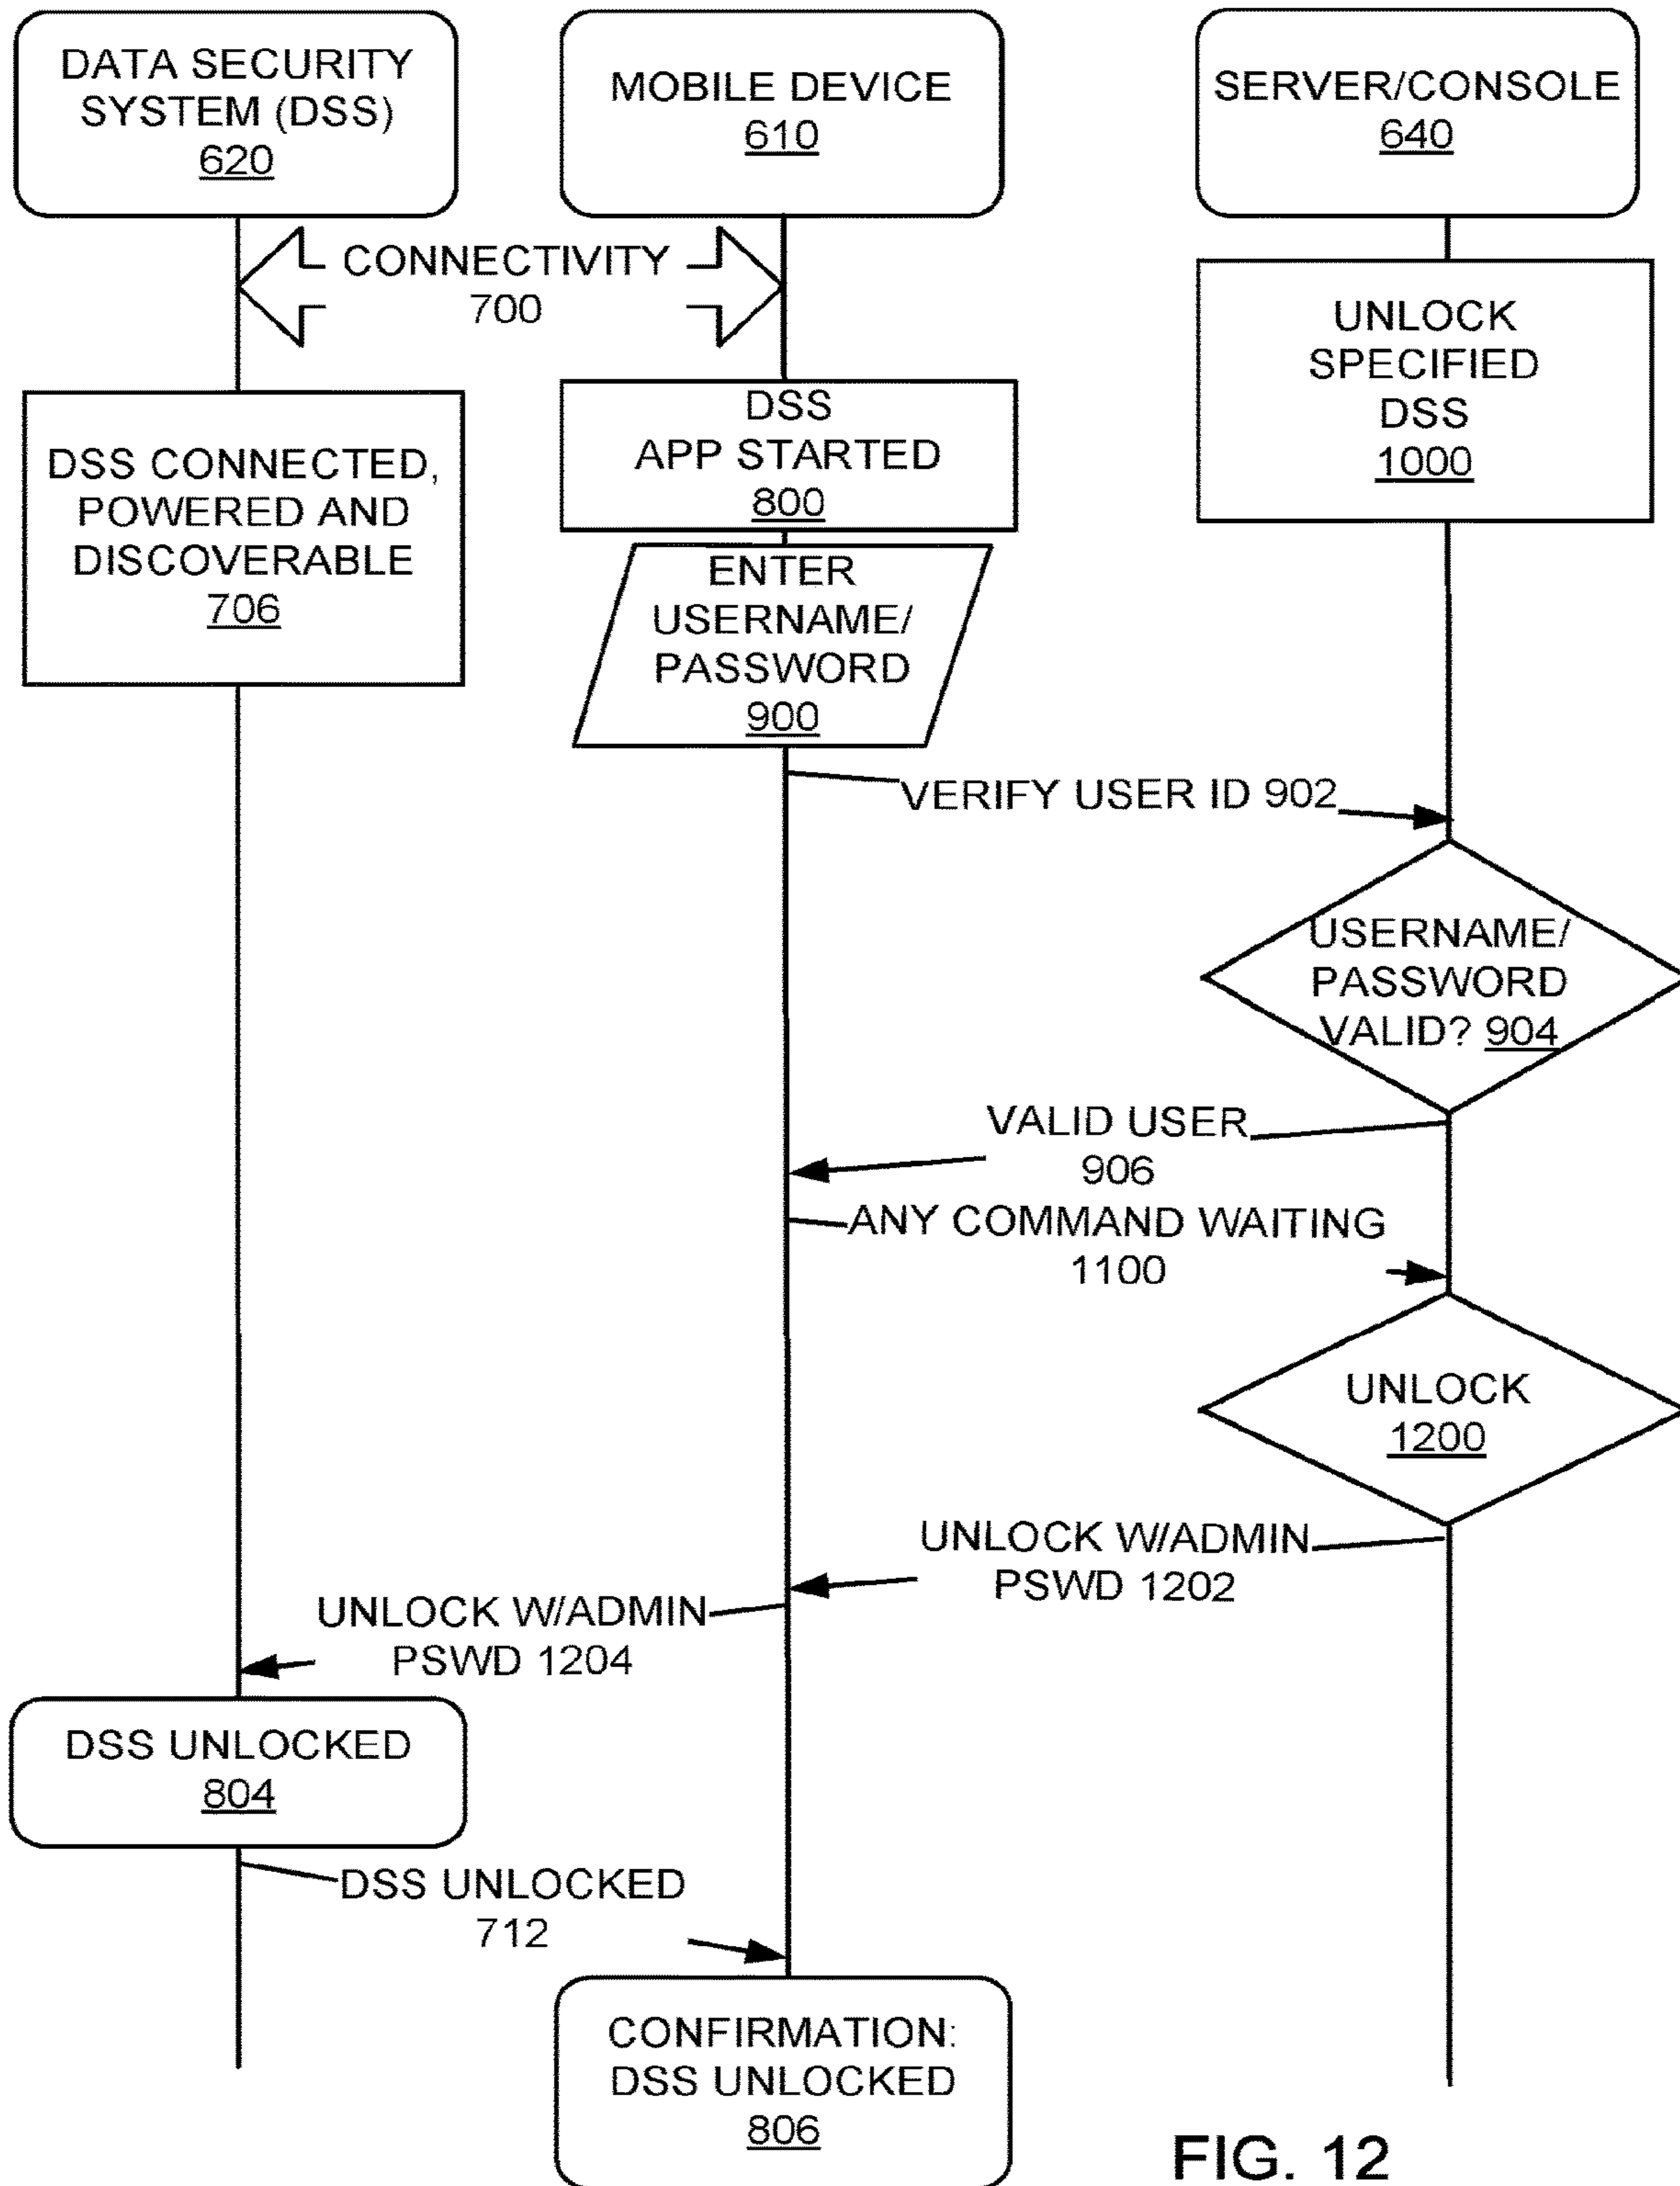 DATA SECURITY
SYSTEM (DSS)
620
MOBILE DEVICE
610
SERVER/CONSOLE
640
CONNECTIVITY
700
UNLOCK
SPECIFIED
DSS
1000
DSS CONNECTED,
POWERED AND
DISCOVERABLE
706
DSS
APP STARTED
800
ENTER
USERNAME/
PASSWORD
900
VERIFY USER ID 902
USERNAME/
PASSWORD
VALID? 904
VALID USER
906
ANY COMMAND WAITING
1100
UNLOCK
1200
UNLOCK W/ADMIN
PSWD 1202
UNLOCK W/ADMIN
PSWD 1204
DSS UNLOCKED
804
DSS UNLOCKED
712
CONFIRMATION:
DSS UNLOCKED
806
FIG. 12